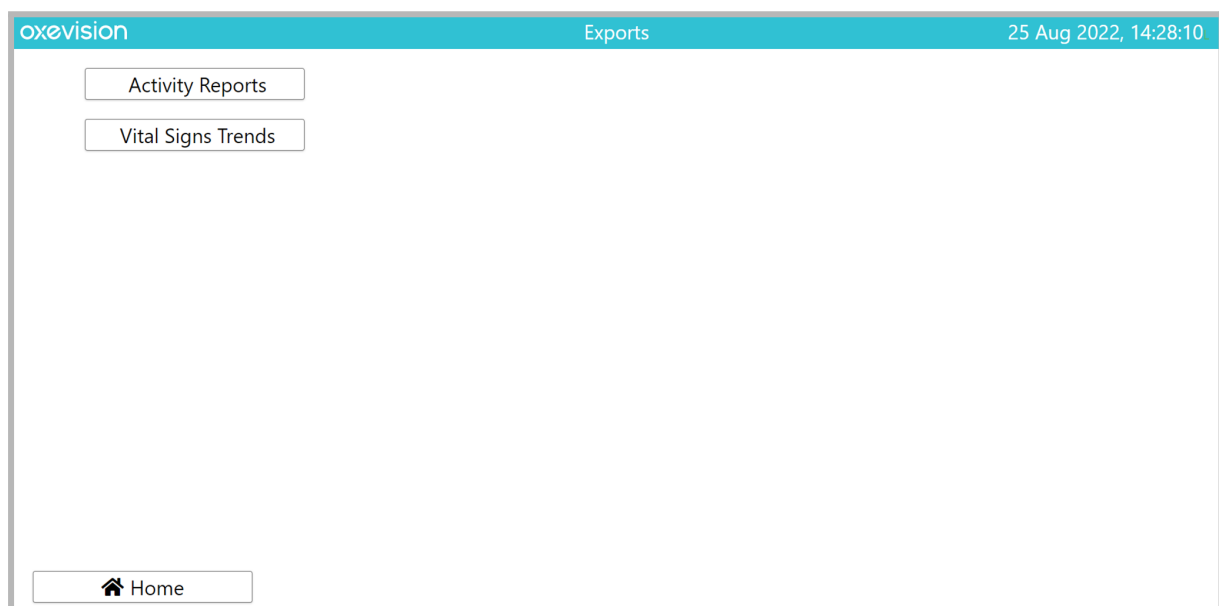 oxevision Exports 25 Aug 2022, 14:28:10
Activity Reports
Vital Signs Trends
Home